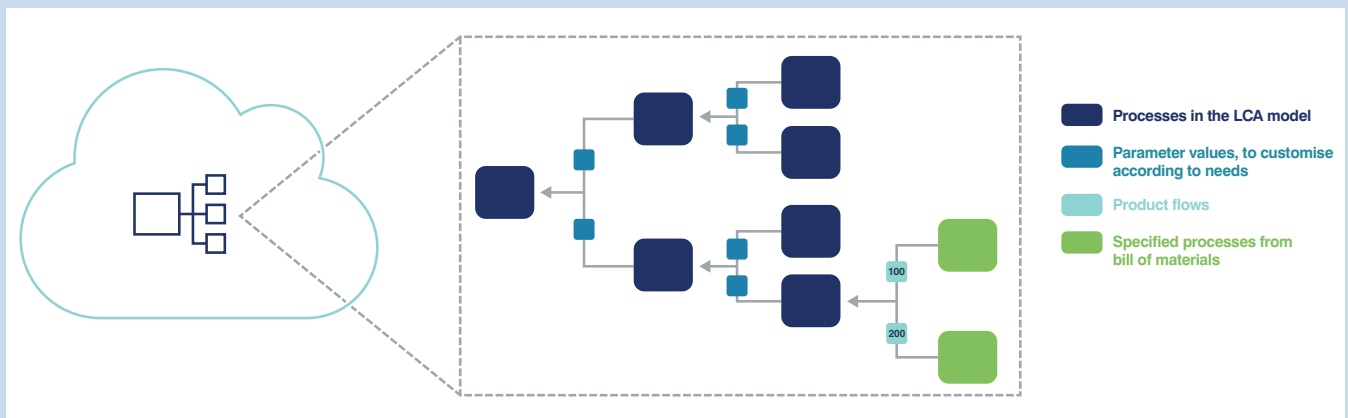 100
200
Processes in the LCA model
Parameter values, to customise
according to needs
Product flows
Specified processes from
bill of materials